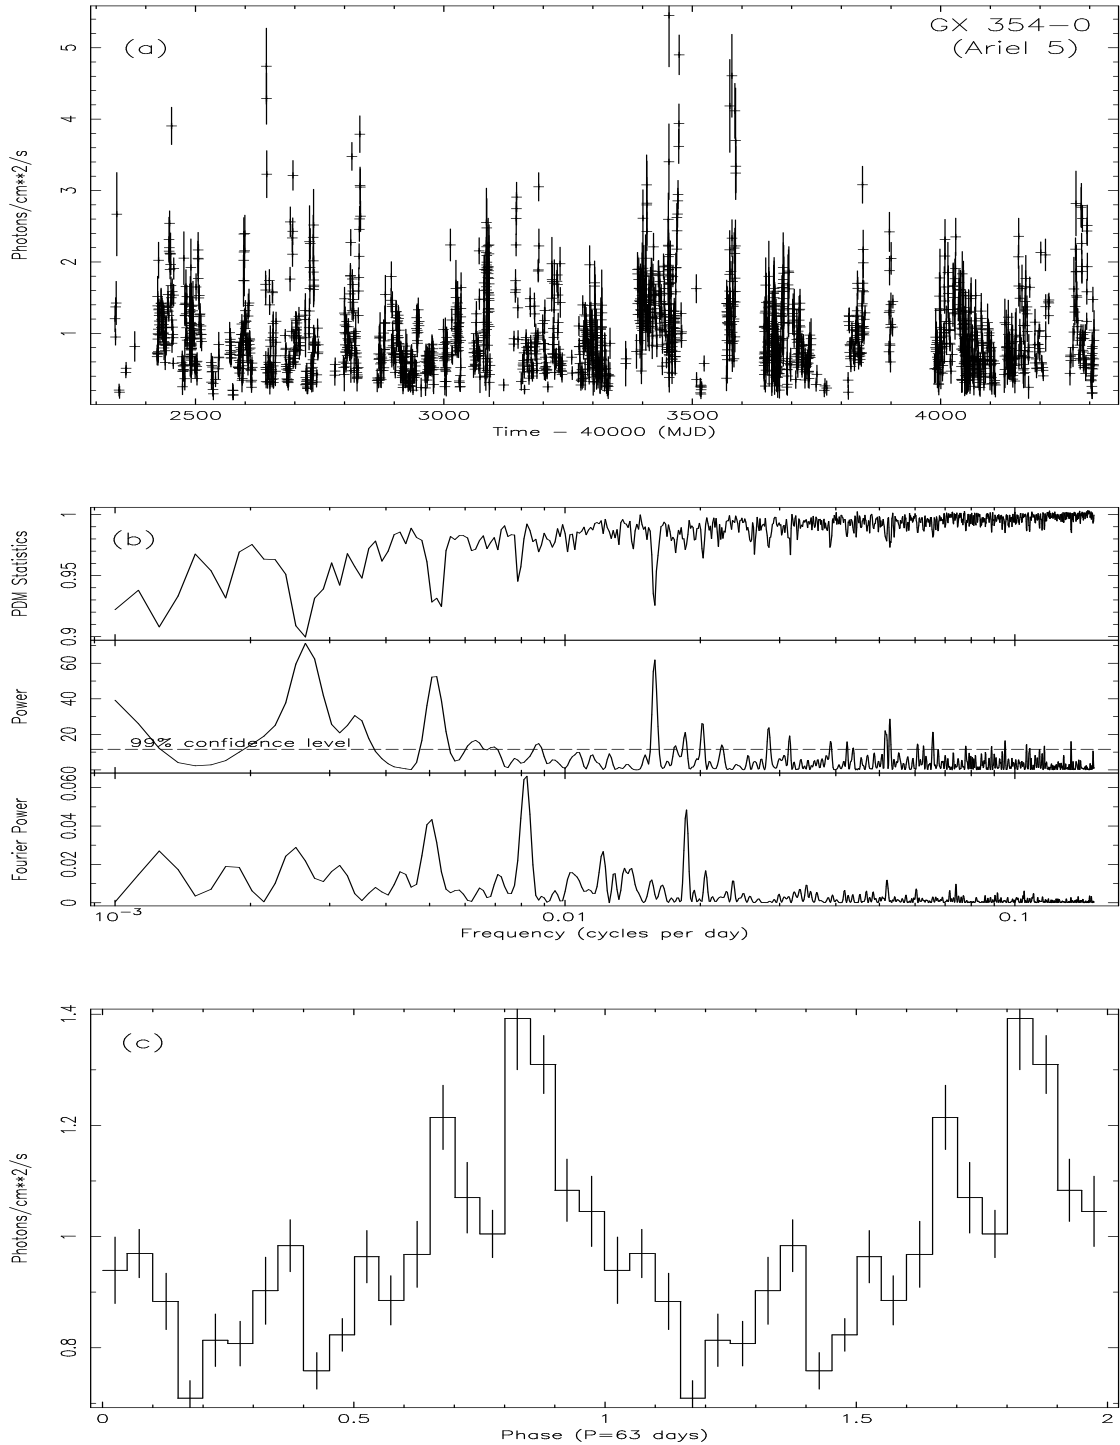 GX 354-0
(Ariel 5)
(a)
Photons/cm**2/s
5
4
3
2
1
2500 3000 3500 4000
Time - 40000 (MJD)
(b)
PDM Statistics
1
0.95
0.9
Power
60
40
20
0
99% confidence level
Fourier Power
0.06
0.04
0.02
0
10−3 0.01 0.1
Frequency (cycles per day)
(c)
Photons/cm**2/s
1.4
1.2
1
0.8
0 0.5 1 1.5 2
Phase (P=63 days)